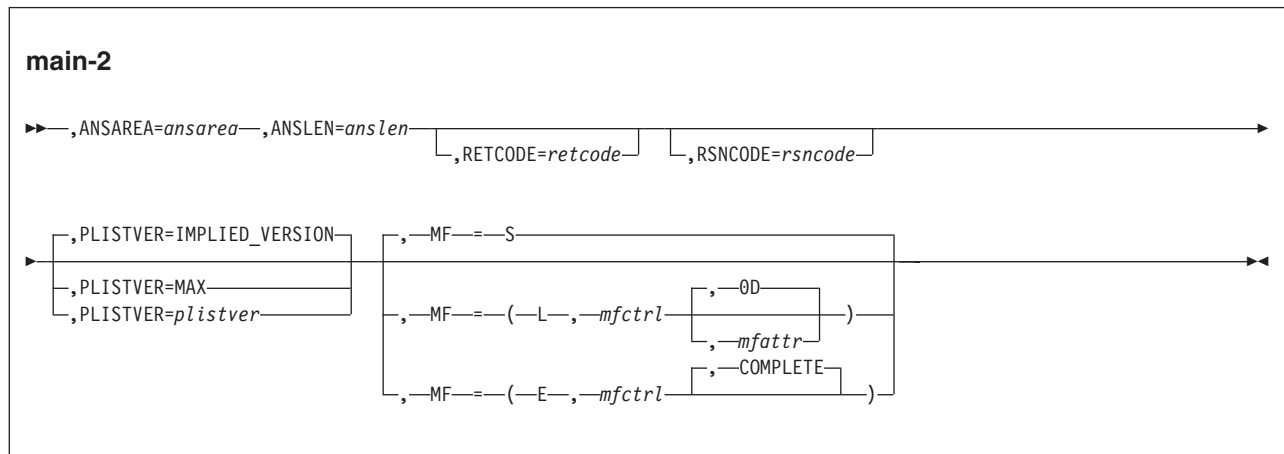 main-2
,ANSAREA=ansarea ,ANSLEN=anslen
,RETCODE=retcode ,RSNCODE=rsncode
,PLISTVER=IMPLIED_VERSION , MF = S
,PLISTVER=MAX , MF = ( L , mfctrl , 0D )
,PLISTVER=plistver , mfattr
, MF = ( E , mfctrl , COMPLETE )